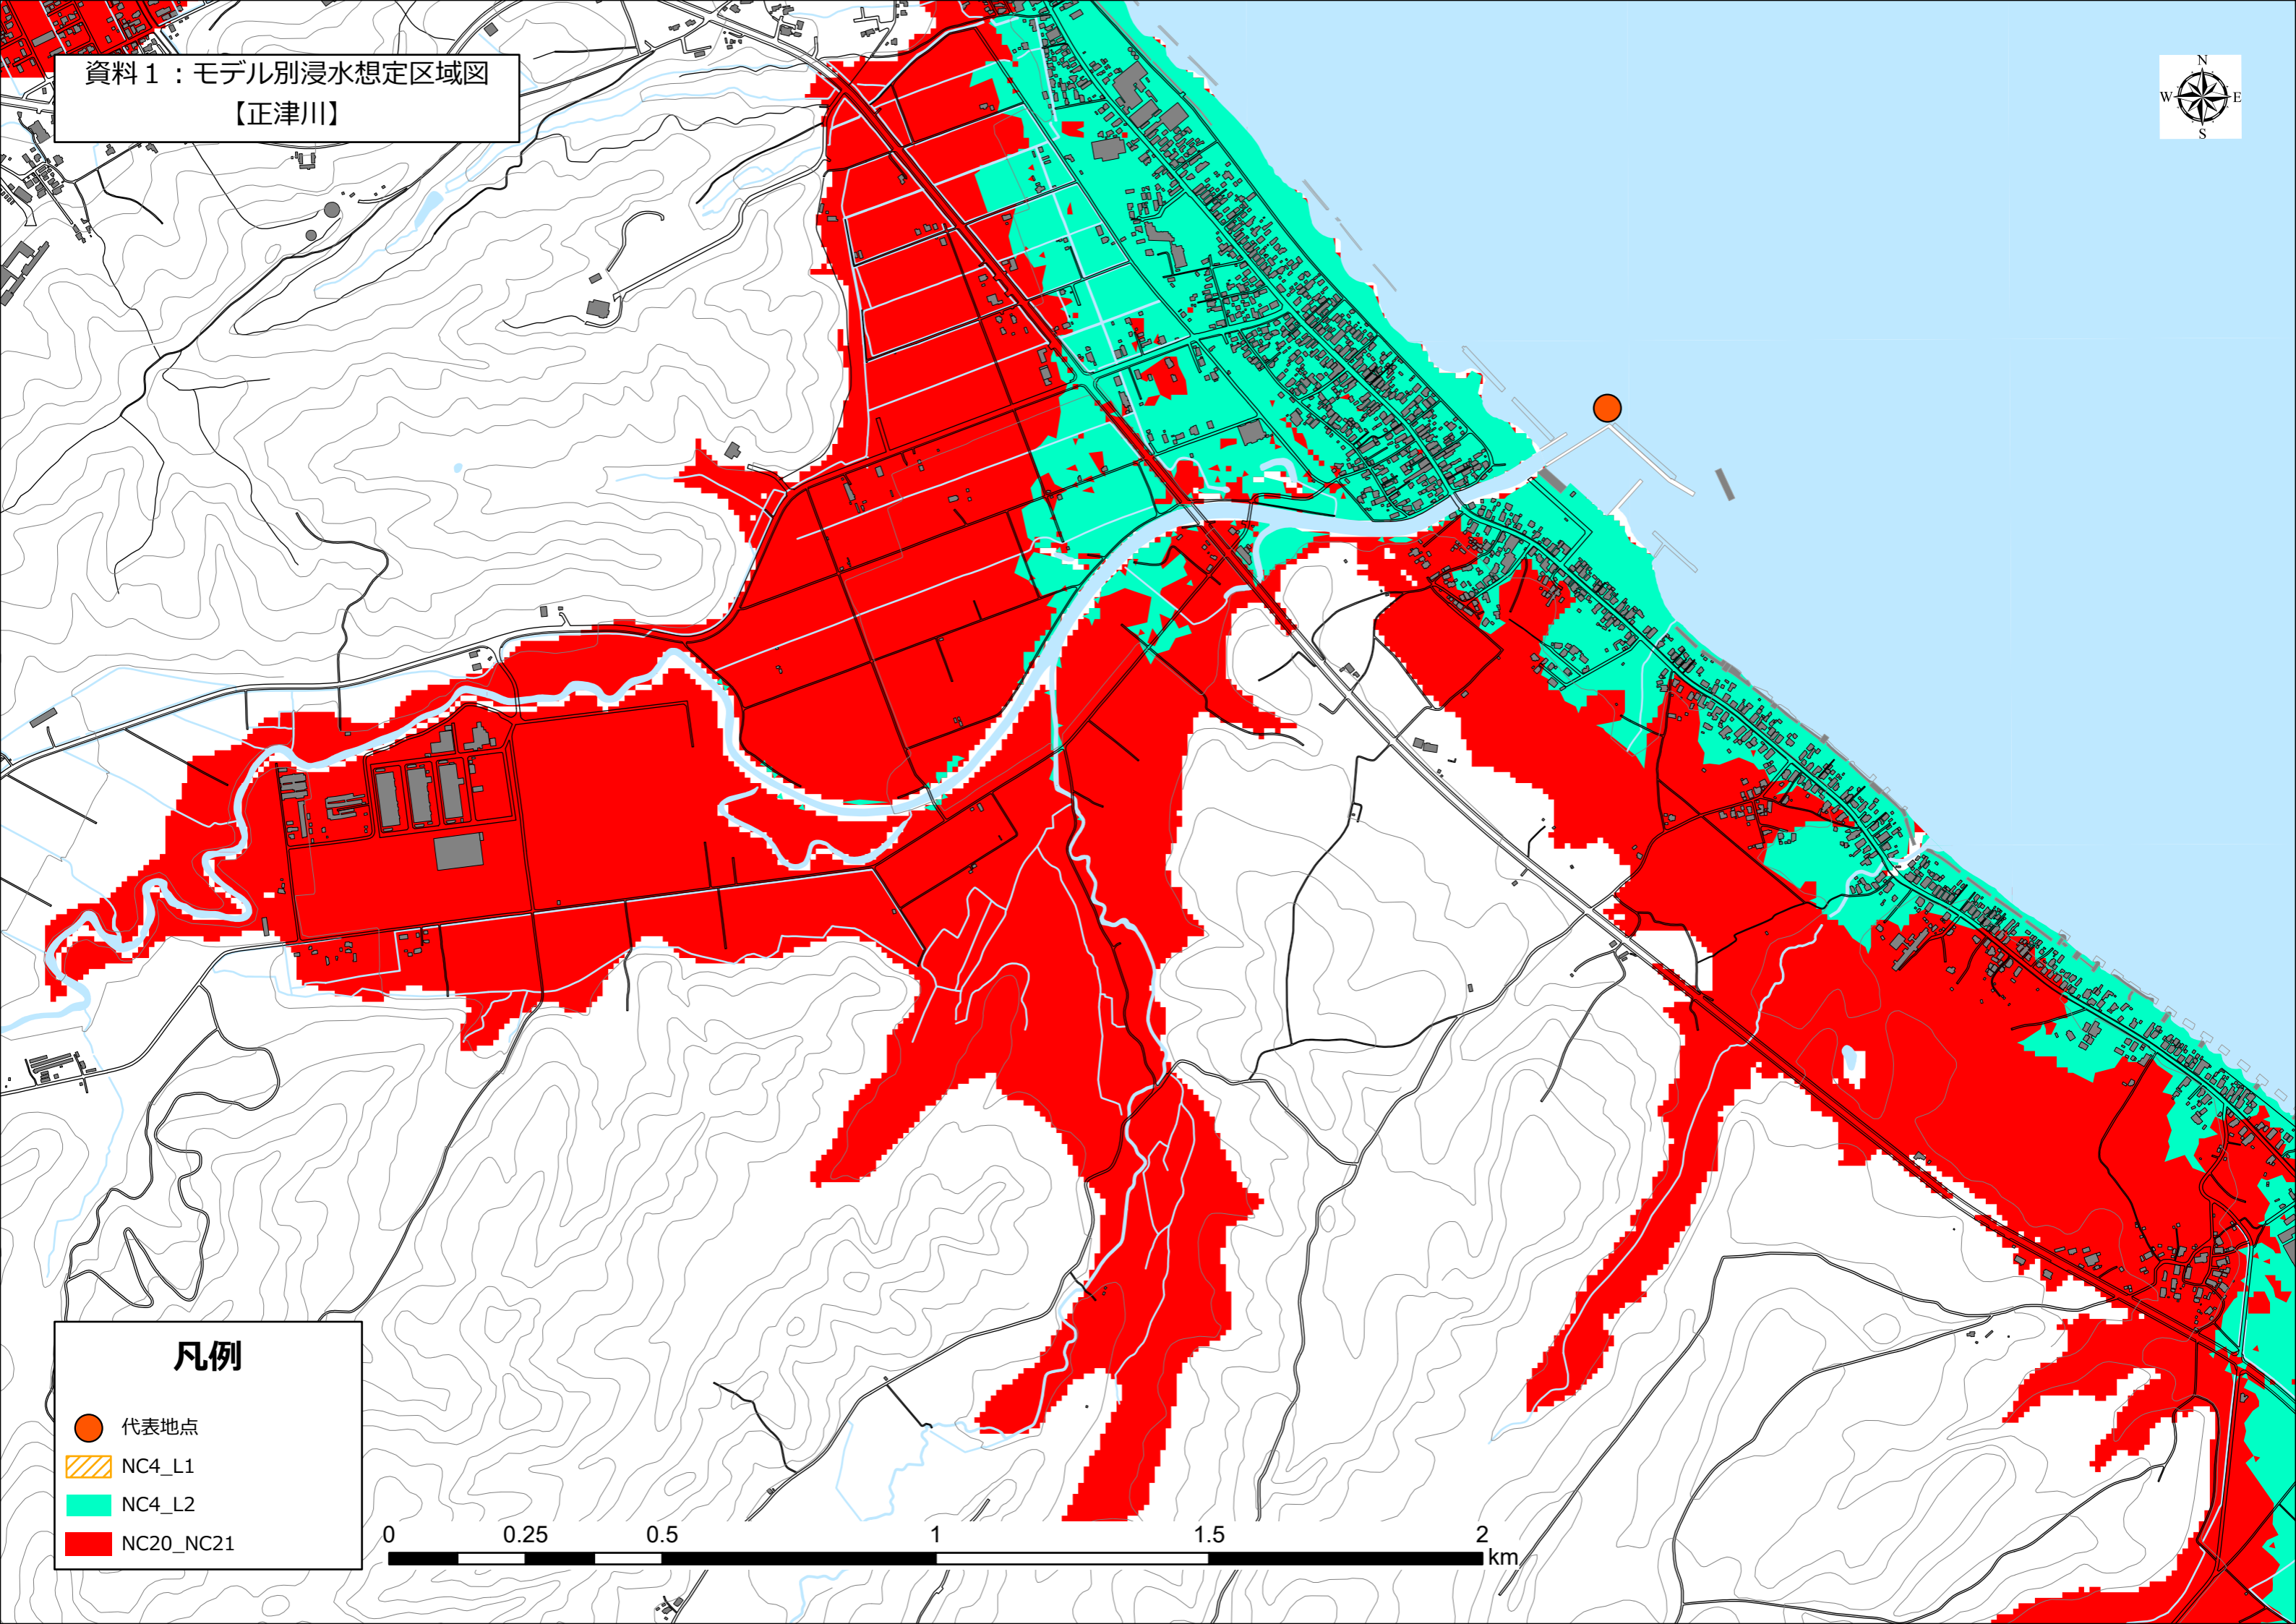 資料１：モデル別浸水想定区域図
【正津川】
N
W E
S
凡例
代表地点
NC4_L1
NC4_L2
NC20_NC21
0 0.25 0.5 1 1.5 2
km